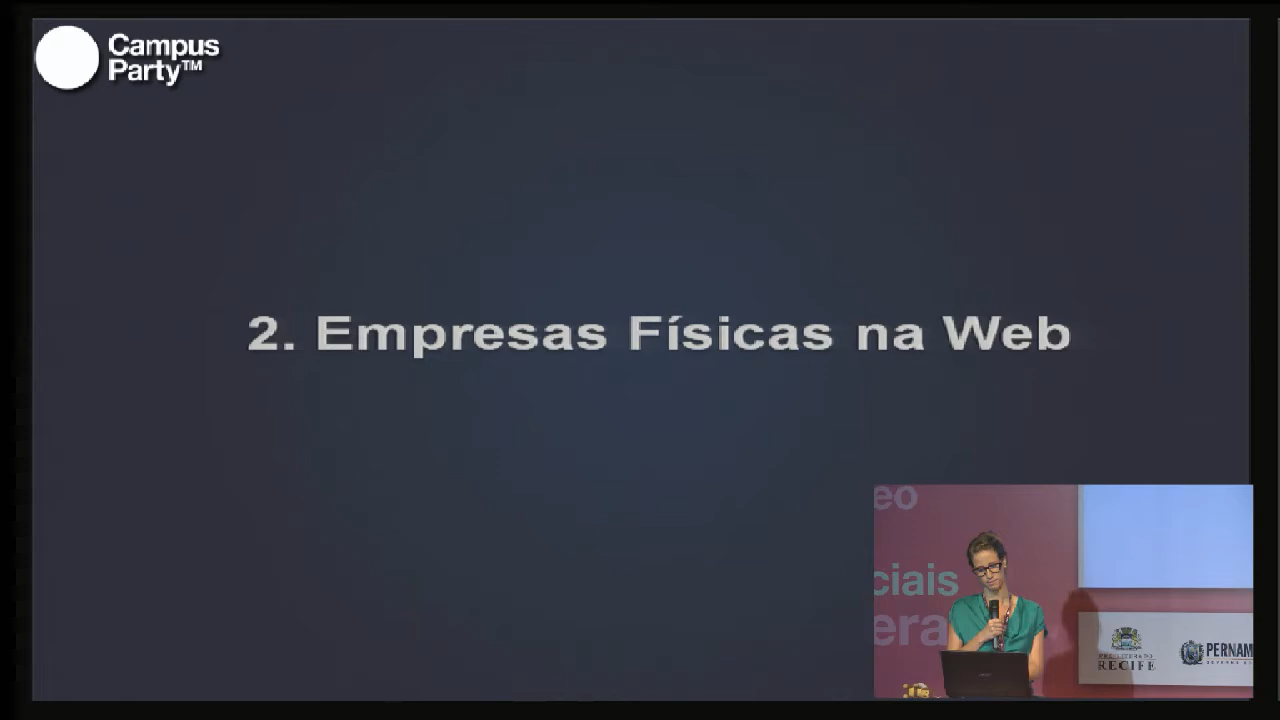 Campus
Party™
2. Empresas Físicas na Web
eo
ciais
era
RECIFE
PERNAM